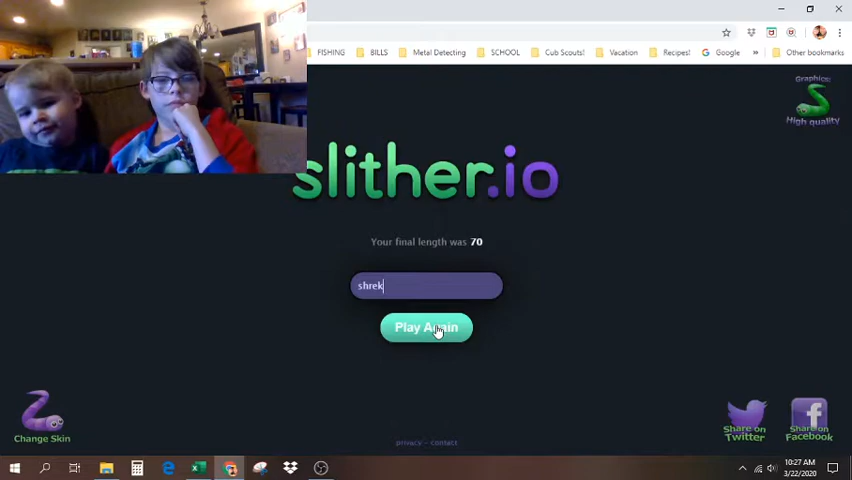 FISHING
BILLS
Metal Detecting
SCHOOL
Cub Scouts!
Vacation
Recipes!
Google
»
Other bookmarks
Graphics
High quality
slither.io
Your final length was 70
shrek
Play Again
Change Skin
Share on
Twitter
Share on
Facebook
privacy - contact
10:27 AM
3/22/2020